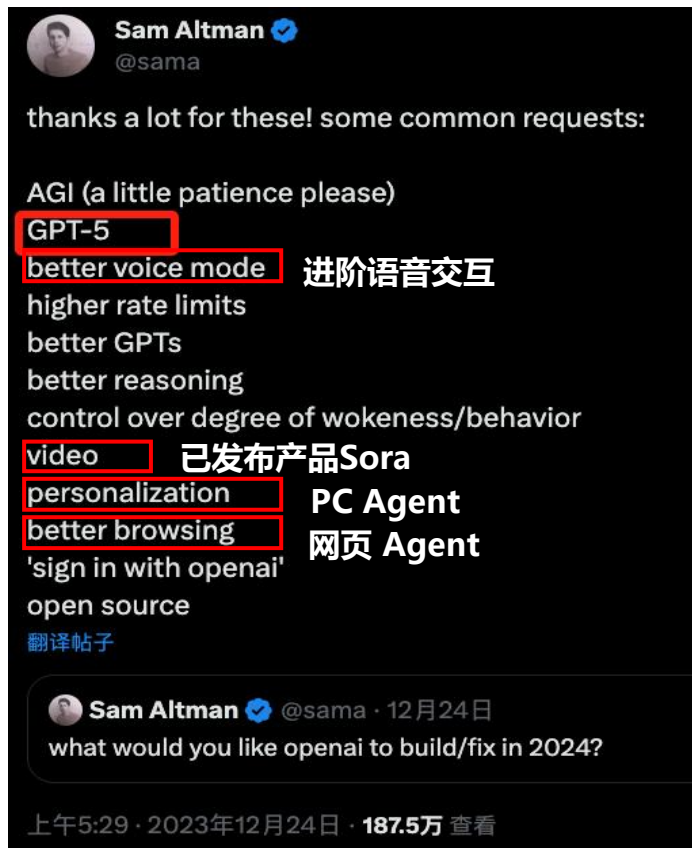 Sam Altman
@sama
thanks a lot for these! some common requests:
AGI (a little patience please)
GPT-5
better voice mode 进阶语音交互
higher rate limits
better GPTs
better reasoning
control over degree of wokeness/behavior
video 已发布产品Sora
personalization PC Agent
better browsing 网页 Agent
'sign in with openai'
open source
翻译帖子
Sam Altman @sama · 12月24日
what would you like openai to build/fix in 2024?
上午5:29 · 2023年12月24日 · 187.5万 查看